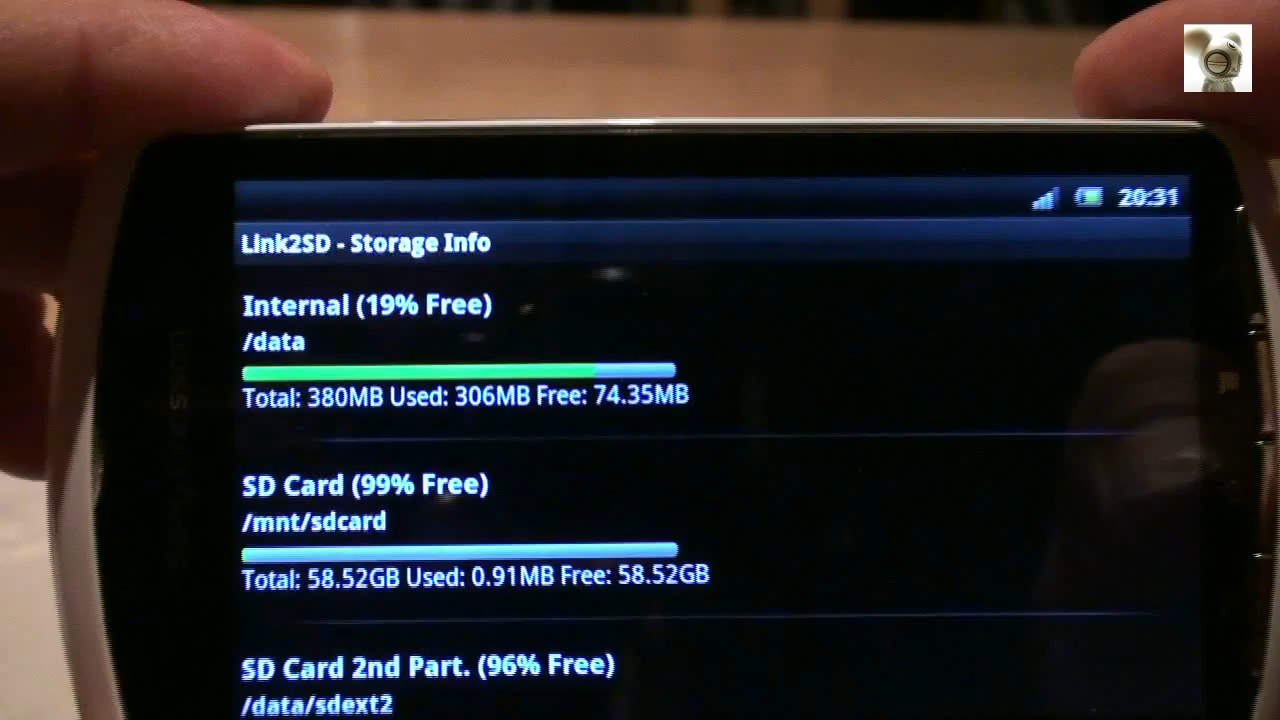 20:31
Link2SD - Storage Info
Internal (19% Free)
/data
Total: 380MB Used: 306MB Free: 74.35MB
SD Card (99% Free)
/mnt/sdcard
Total: 58.52GB Used: 0.91MB Free: 58.52GB
SD Card 2nd Part. (96% Free)
/data/sdext2